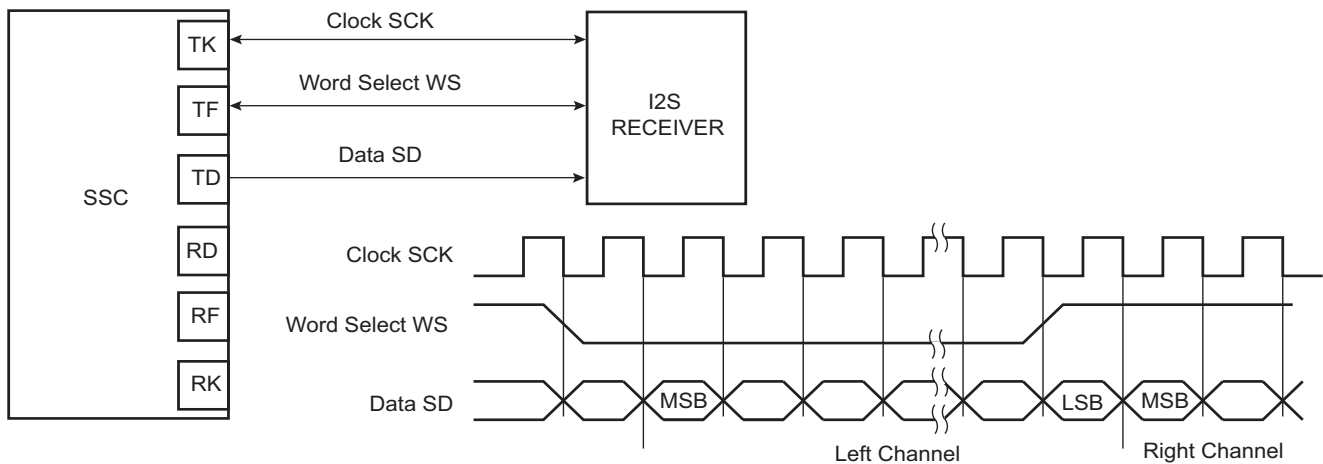 Clock SCK
TK
Word Select WS
TF
I2S
RECEIVER
Data SD
TD
SSC
RD
Clock SCK
RF
Word Select WS
RK
Data SD
MSB
LSB
MSB
Left Channel
Right Channel